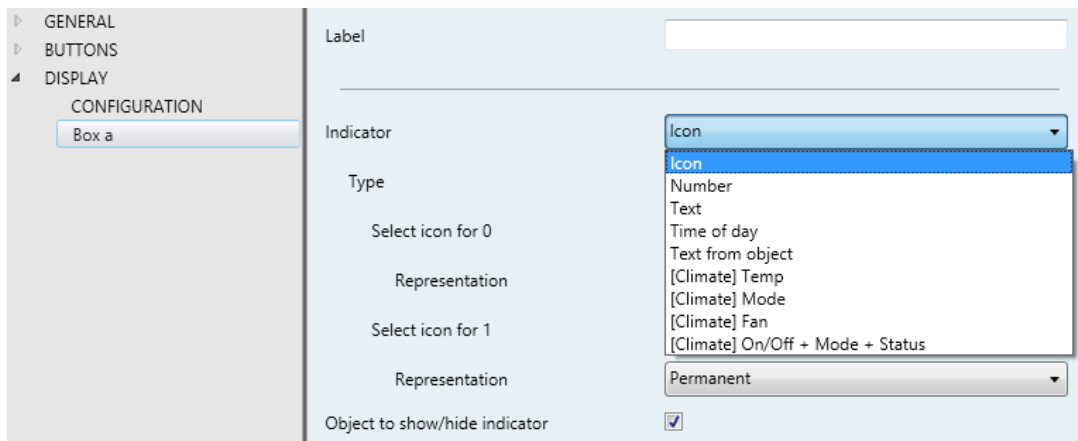 GENERAL
BUTTONS
DISPLAY
CONFIGURATION
Box a
Label
Indicator
Icon
Icon
Number
Text
Time of day
Text from object
[Climate] Temp
[Climate] Mode
[Climate] Fan
[Climate] On/Off + Mode + Status
Type
Select icon for 0
Representation
Select icon for 1
Representation
Permanent
Object to show/hide indicator